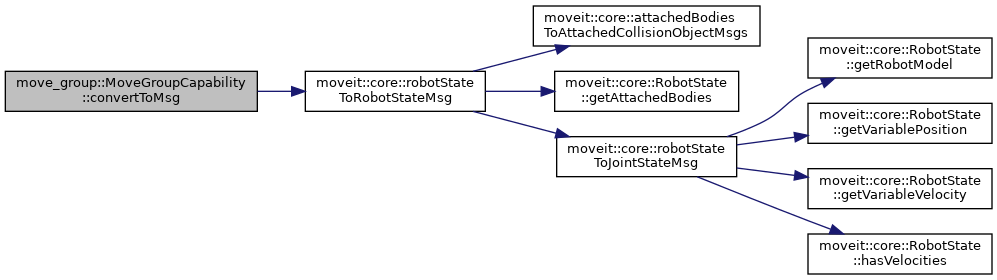 move_group::MoveGroupCapability
::convertToMsg
moveit::core::robotState
ToRobotStateMsg
moveit::core::attachedBodies
ToAttachedCollisionObjectMsgs
moveit::core::RobotState
::getAttachedBodies
moveit::core::robotState
ToJointStateMsg
moveit::core::RobotState
::getRobotModel
moveit::core::RobotState
::getVariablePosition
moveit::core::RobotState
::getVariableVelocity
moveit::core::RobotState
::hasVelocities